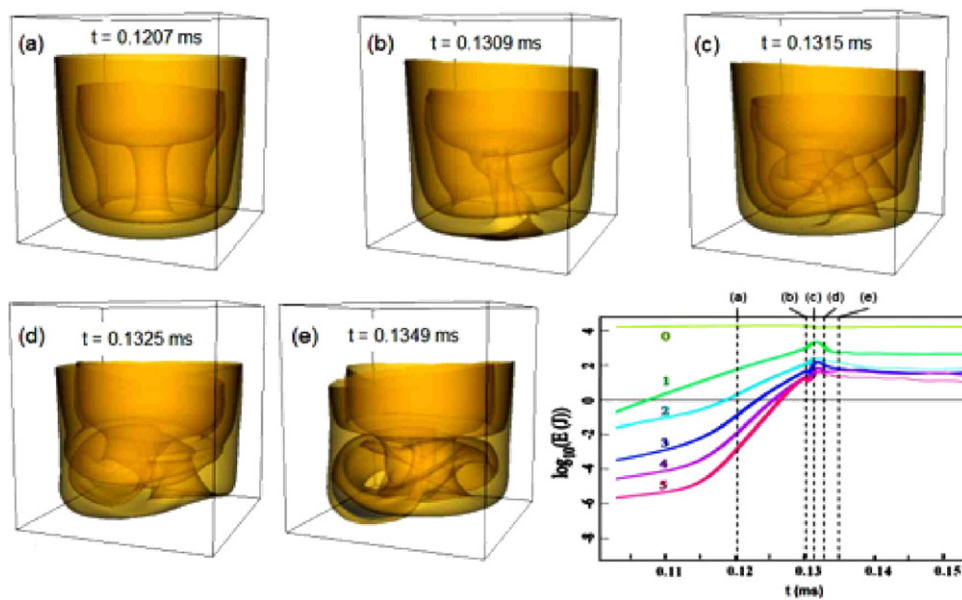 (a)
t = 0.1207 ms
(b)
t = 0.1309 ms
(c)
t = 0.1315 ms
(d)
t = 0.1325 ms
(e)
t = 0.1349 ms
(a) (b) (c) (d) (e)
4
2
0
-2
-4
-6
-8
log10(E(J))
0
1
2
3
4
5
0.11 0.12 0.13 0.14 0.15
t (ms)